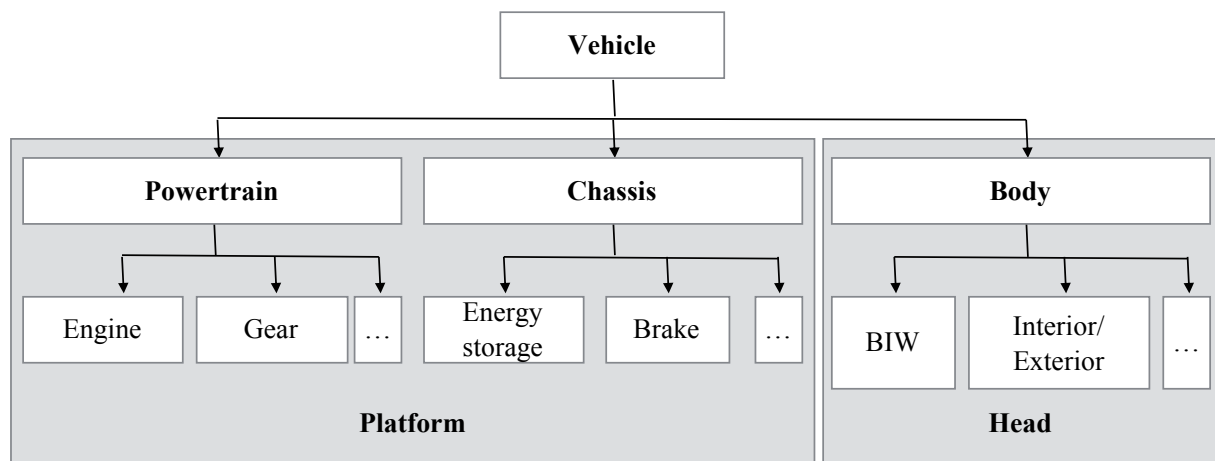 Vehicle
Powertrain
Chassis
Body
Engine
Gear
…
Energy
storage
Brake
…
BIW
Interior/
Exterior
…
Platform
Head